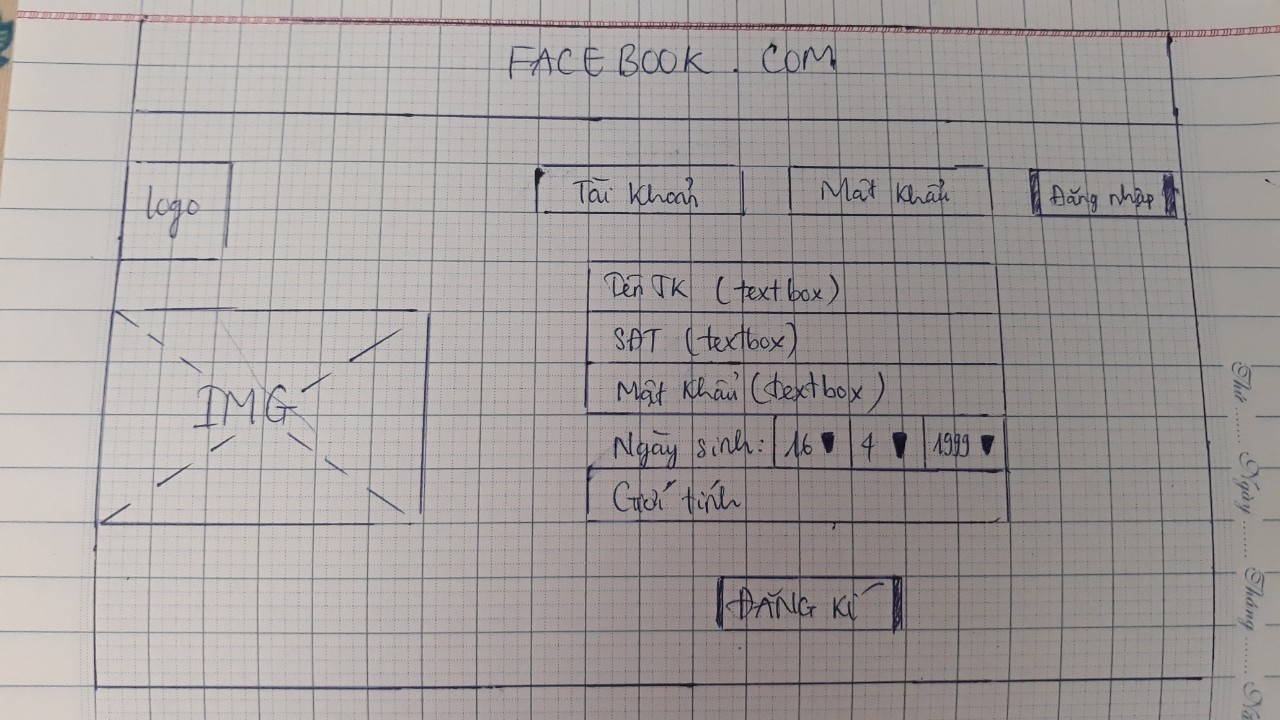 FACEBOOK.COM
logo
Tài Khoản
Mật Khẩu
Đăng nhập
Tên TK (textbox)
SĐT (textbox)
Mật Khẩu (textbox)
IMG
Ngày sinh: 16 4 1999
Giới tính
ĐĂNG KÍ
Thứ ........ Ngày ........ Tháng ........